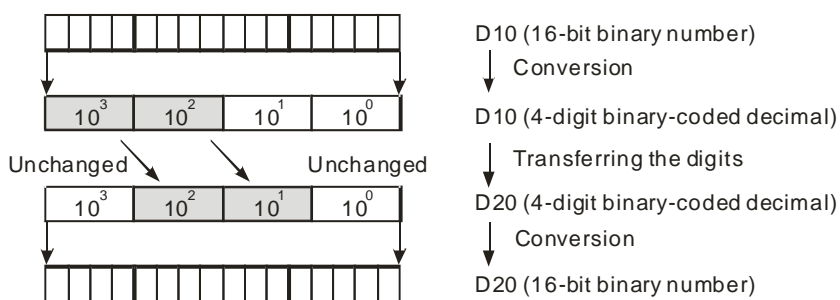 D10 (16-bit binary number)
Conversion
10³ 10² 10¹ 10⁰
D10 (4-digit binary-coded decimal)
Unchanged Unchanged
Transferring the digits
10³ 10² 10¹ 10⁰
D20 (4-digit binary-coded decimal)
Conversion
D20 (16-bit binary number)